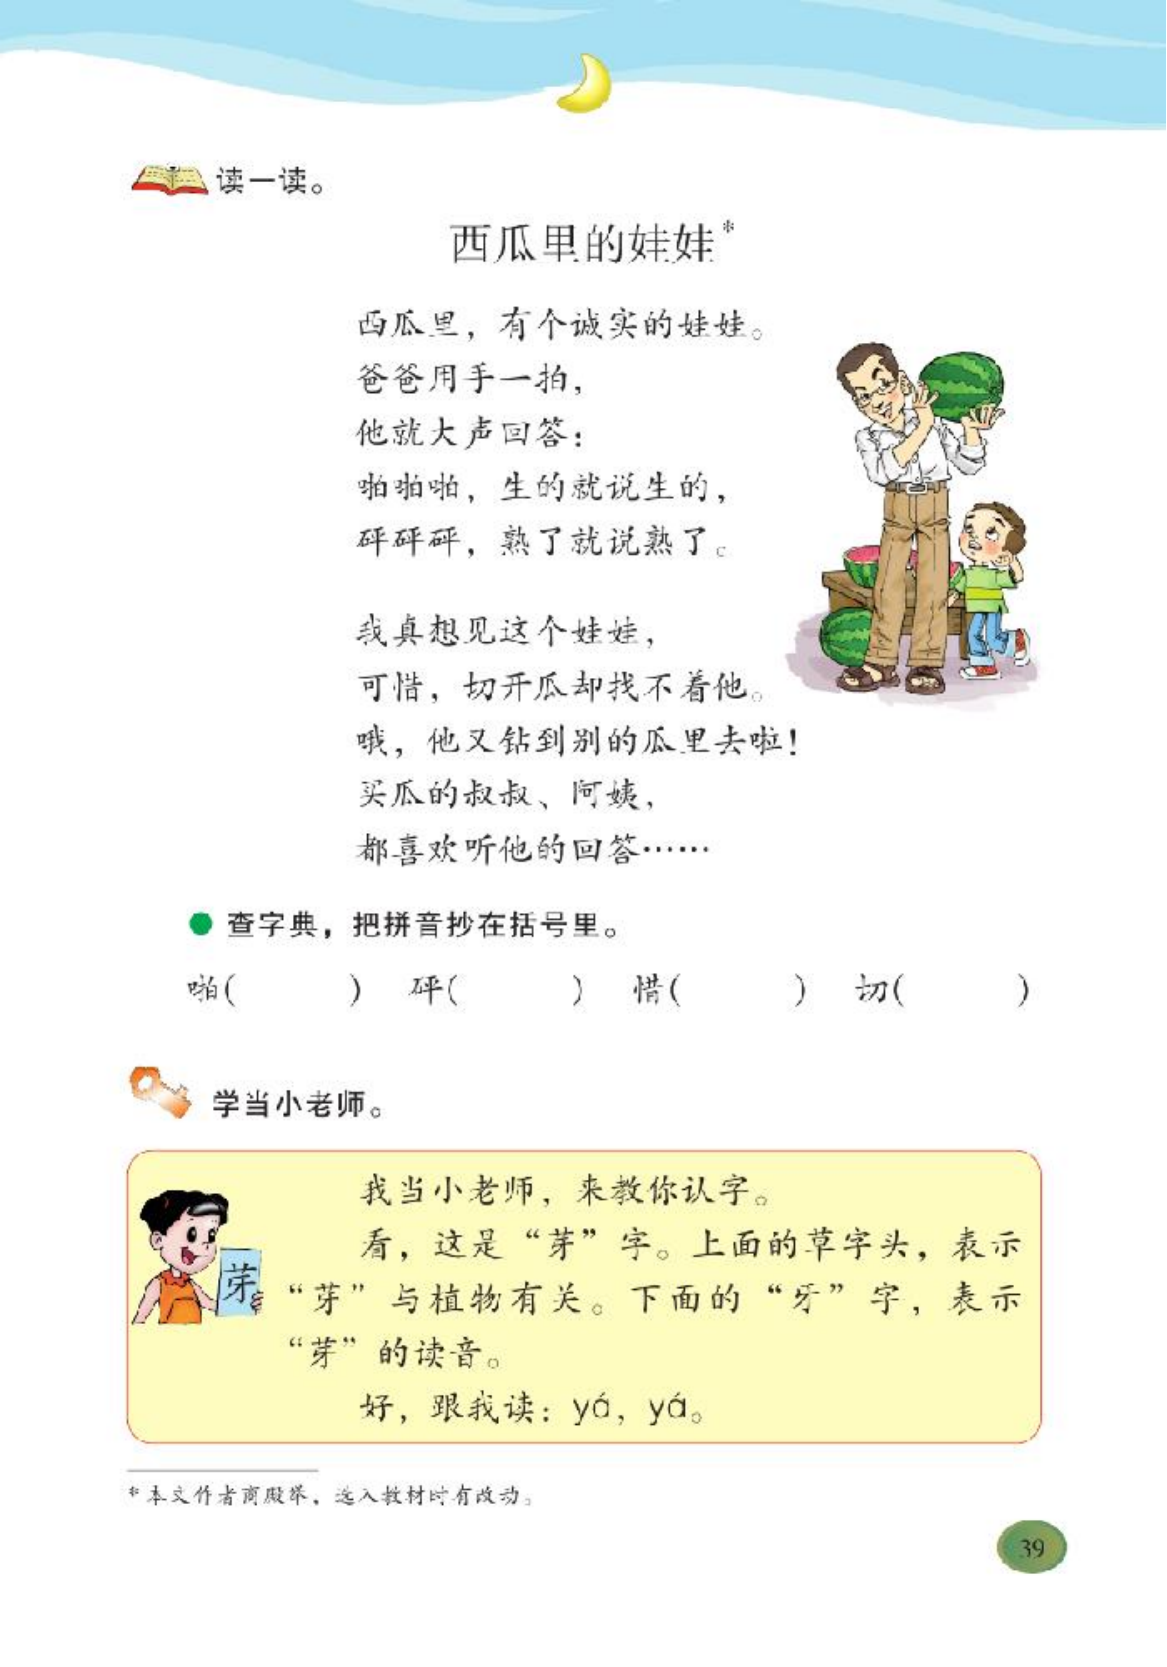 读一读。
西瓜里的娃娃*
西瓜里，有个诚实的娃娃。
爸爸用手一拍，
他就大声回答：
啪啪啪，生的就说生的，
砰砰砰，熟了就说熟了。
我真想见这个娃娃，
可惜，切开瓜却找不着他。
哦，他又钻到别的瓜里去啦！
买瓜的叔叔、阿姨，
都喜欢听他的回答……
查字典，把拼音抄在括号里。
啪（　　） 砰（　　） 惜（　　） 切（　　）
学当小老师。
我当小老师，来教你认字。
看，这是“芽”字。上面的草字头，表示
“芽”与植物有关。下面的“牙”字，表示
“芽”的读音。
好，跟我读：yá，yá。
芽
*本文作者商殿举，选入教材时有改动。
39